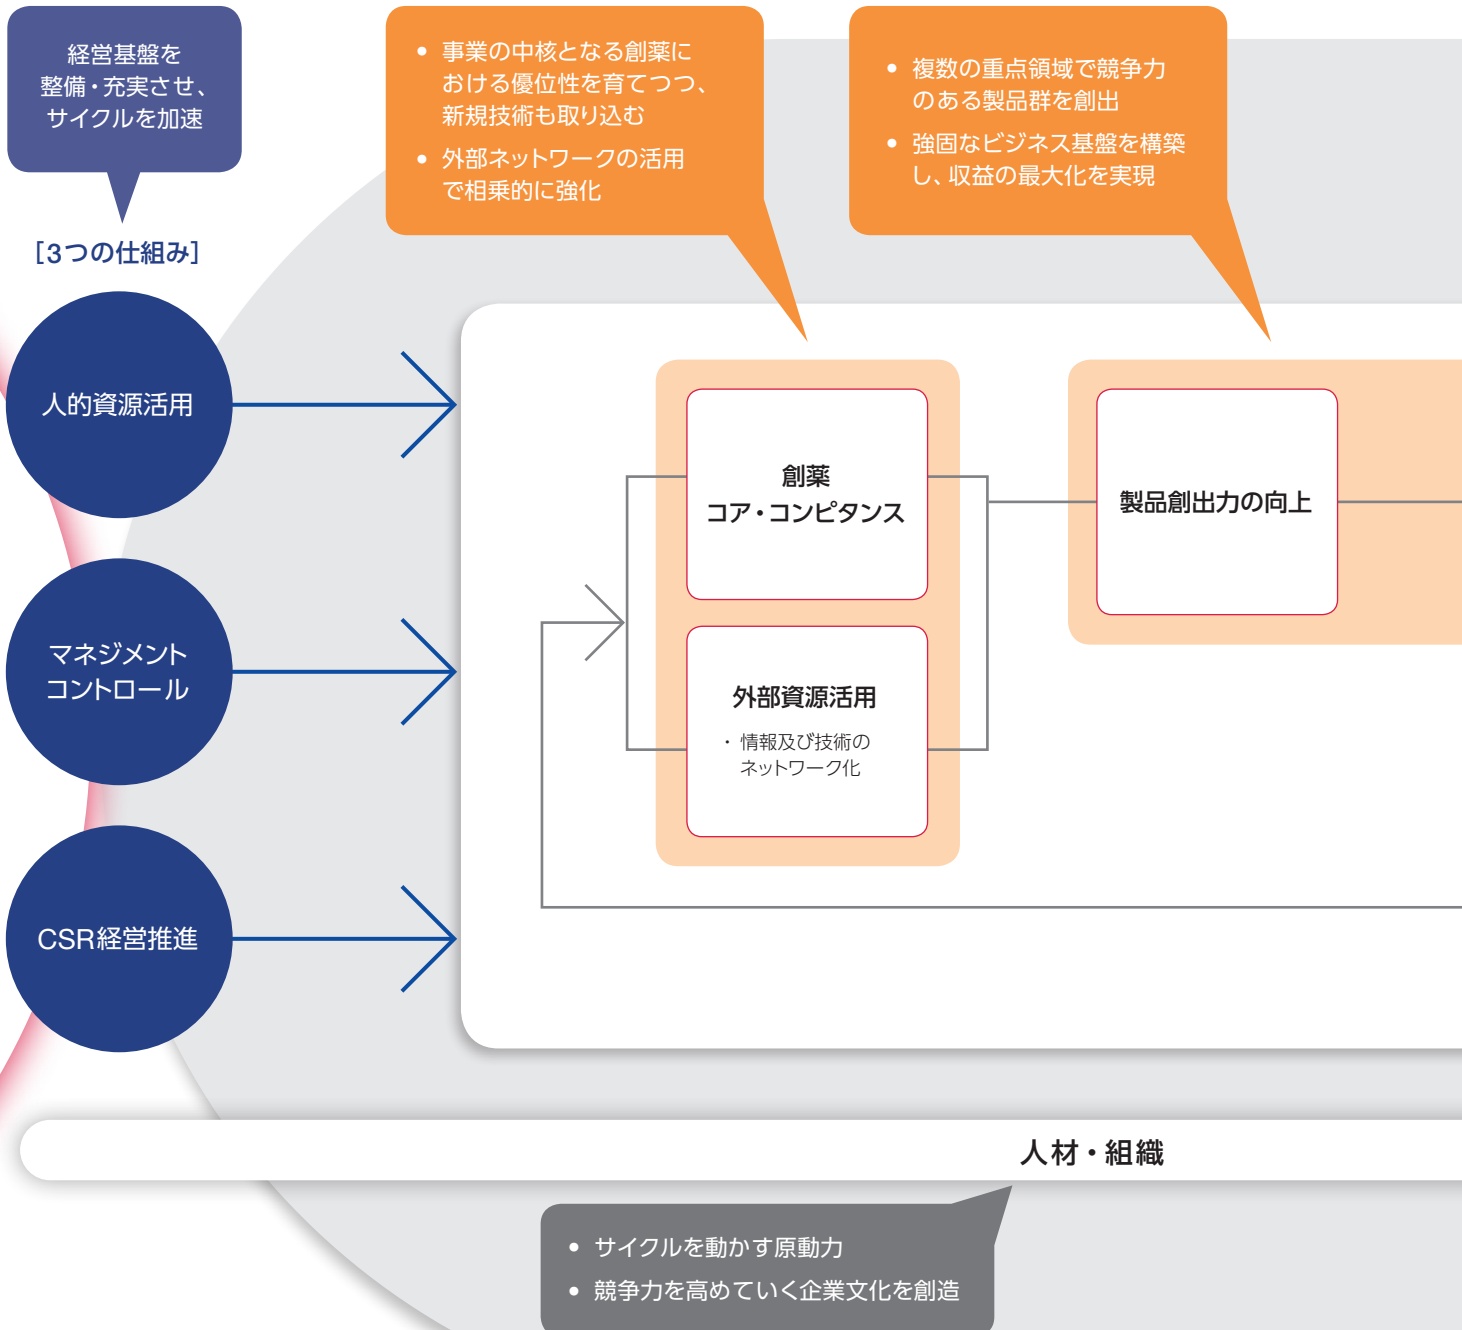 経営基盤を
整備・充実させ、
サイクルを加速
[3つの仕組み]
人的資源活用
マネジメント
コントロール
CSR経営推進
• 事業の中核となる創薬に
おける優位性を育てつつ、
新規技術も取り込む
• 外部ネットワークの活用
で相乗的に強化
• 複数の重点領域で競争力
のある製品群を創出
• 強固なビジネス基盤を構築
し、収益の最大化を実現
創薬
コア・コンピタンス
外部資源活用
・情報及び技術の
ネットワーク化
製品創出力の向上
人材・組織
• サイクルを動かす原動力
• 競争力を高めていく企業文化を創造